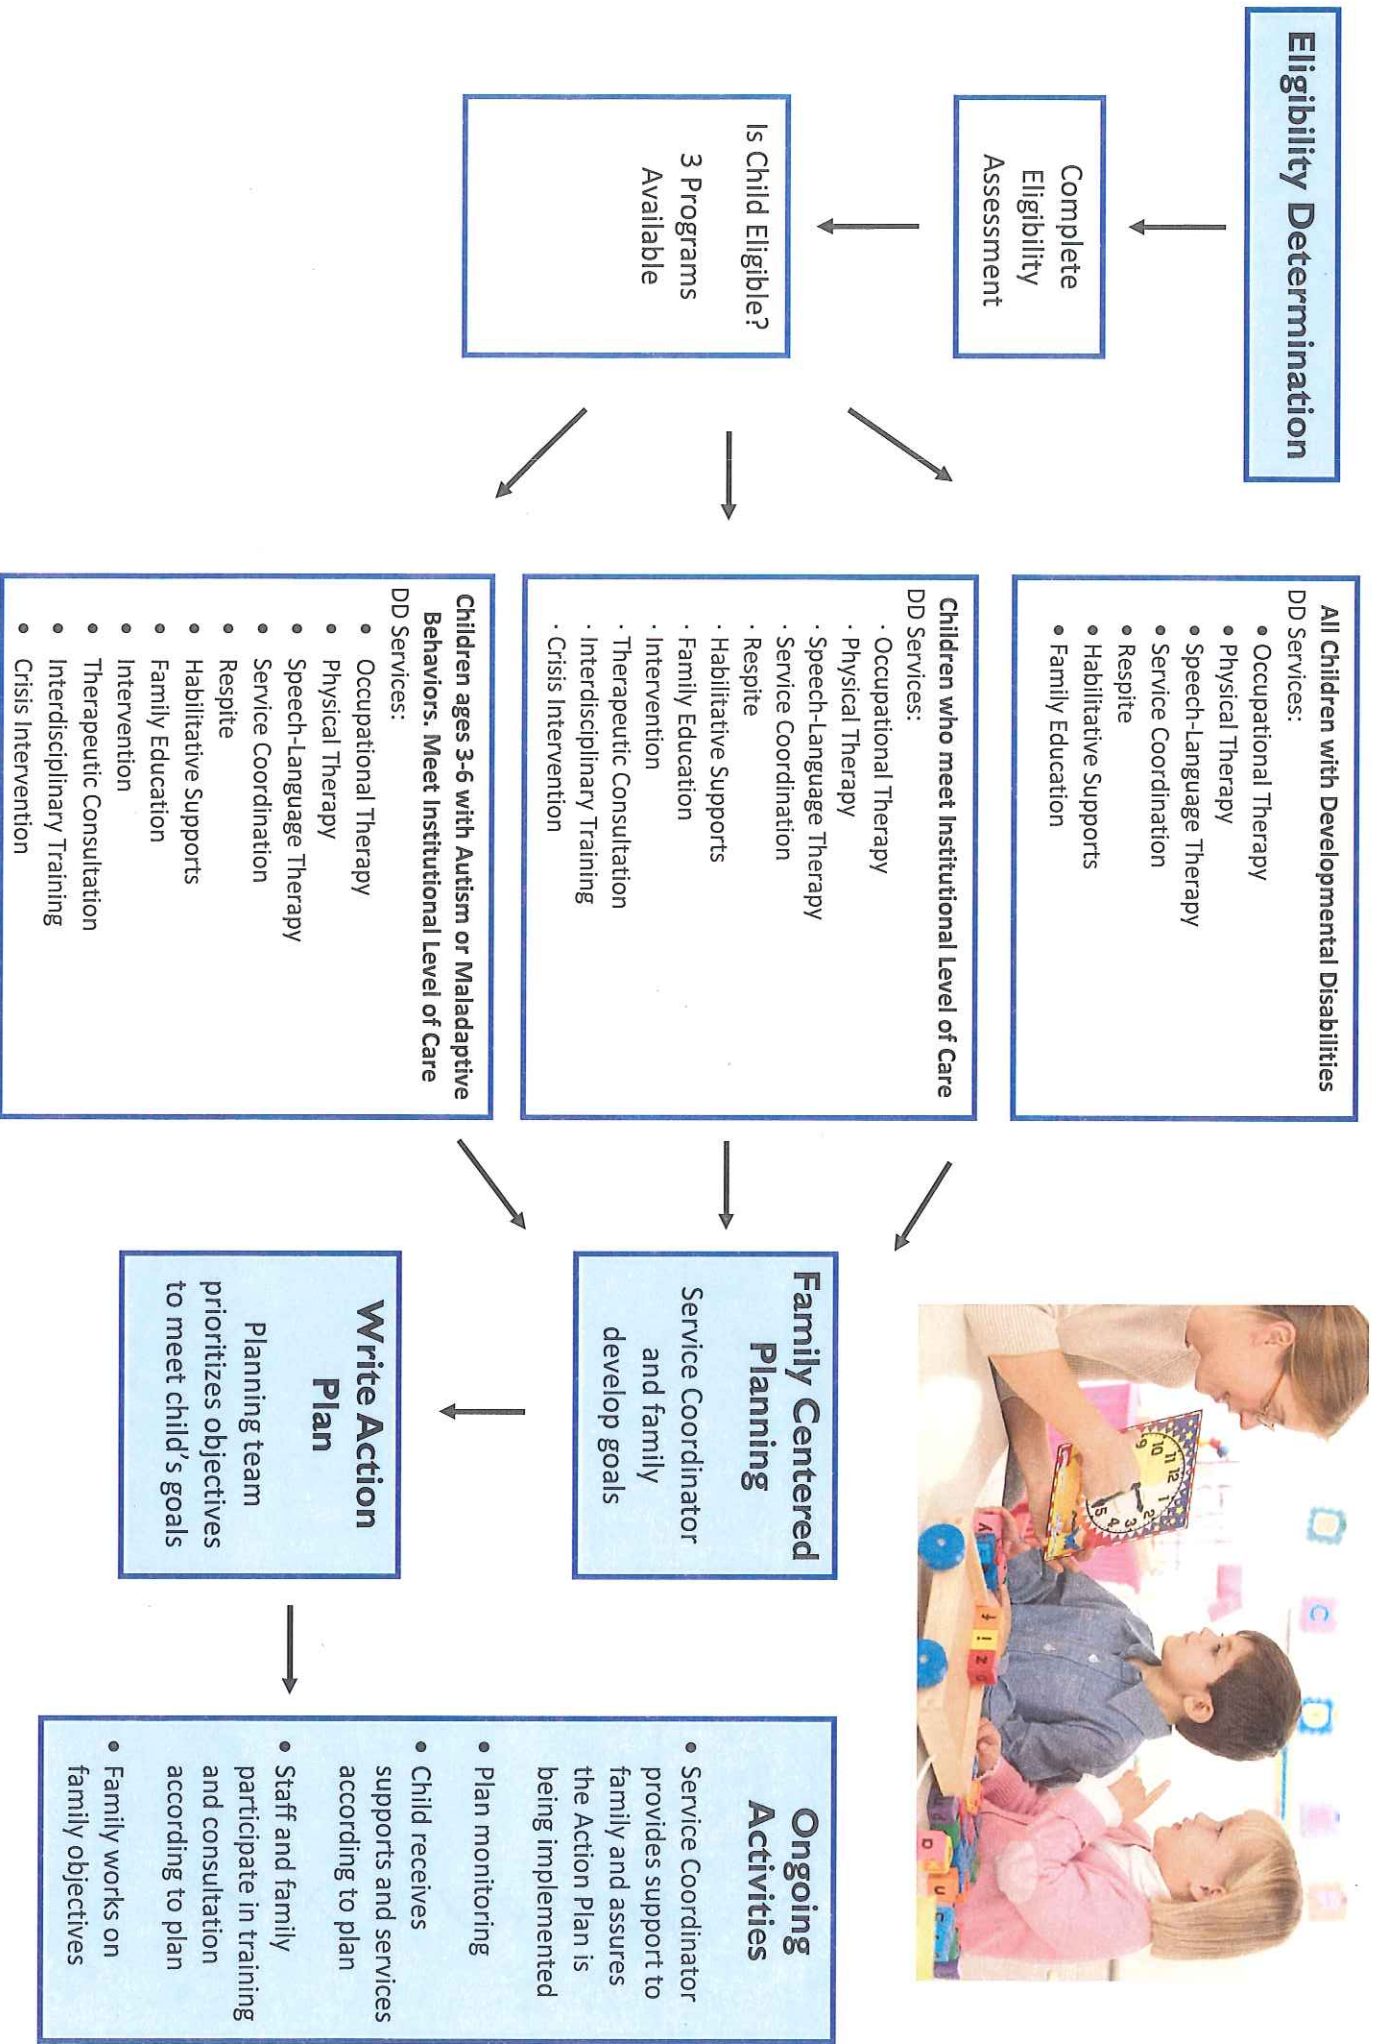 Eligibility Determination
Complete
Eligibility
Assessment
Is Child Eligible?
3 Programs
Available
All Children with Developmental Disabilities
DD Services:
• Occupational Therapy
• Physical Therapy
• Speech-Language Therapy
• Service Coordination
• Respite
• Habilitative Supports
• Family Education
Children who meet Institutional Level of Care
DD Services:
· Occupational Therapy
· Physical Therapy
· Speech-Language Therapy
· Service Coordination
· Respite
· Habilitative Supports
· Family Education
· Intervention
· Therapeutic Consultation
· Interdisciplinary Training
· Crisis Intervention
Children ages 3-6 with Autism or Maladaptive
Behaviors. Meet Institutional Level of Care
DD Services:
• Occupational Therapy
• Physical Therapy
• Speech-Language Therapy
• Service Coordination
• Respite
• Habilitative Supports
• Family Education
• Intervention
• Therapeutic Consultation
• Interdisciplinary Training
• Crisis Intervention
Family Centered
Planning
Service Coordinator
and family
develop goals
Write Action
Plan
Planning team
prioritizes objectives
to meet child's goals
Ongoing
Activities
• Service Coordinator
provides support to
family and assures
the Action Plan is
being implemented
• Plan monitoring
• Child receives
supports and services
according to plan
• Staff and family
participate in training
and consultation
according to plan
• Family works on
family objectives